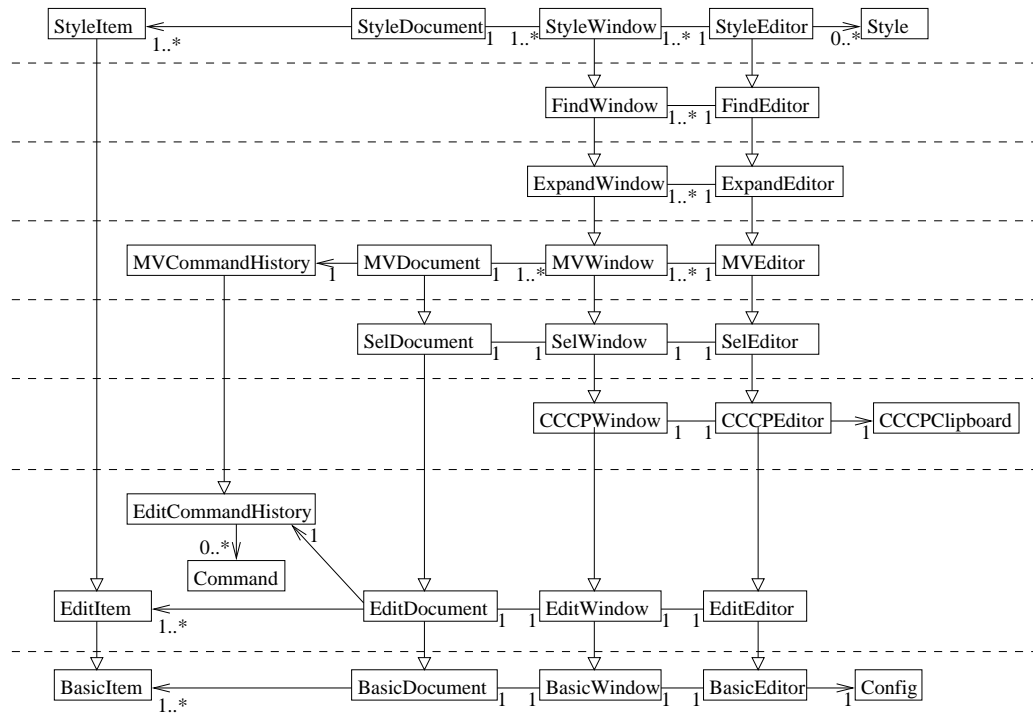 StyleItem StyleDocument StyleWindow StyleEditor Style
1..* 1 1..* 1..* 1 0..*
FindWindow FindEditor
1..* 1
ExpandWindow ExpandEditor
1..* 1
MVCommandHistory MVDocument MVWindow MVEditor
1 1 1..* 1..* 1
SelDocument SelWindow SelEditor
1 1 1 1
CCCPWindow CCCPEditor CCCPClipboard
1 1 1
EditCommandHistory
0..* 1
Command
EditItem EditDocument EditWindow EditEditor
1..* 1 1 1 1
BasicItem BasicDocument BasicWindow BasicEditor Config
1..* 1 1 1 1 1